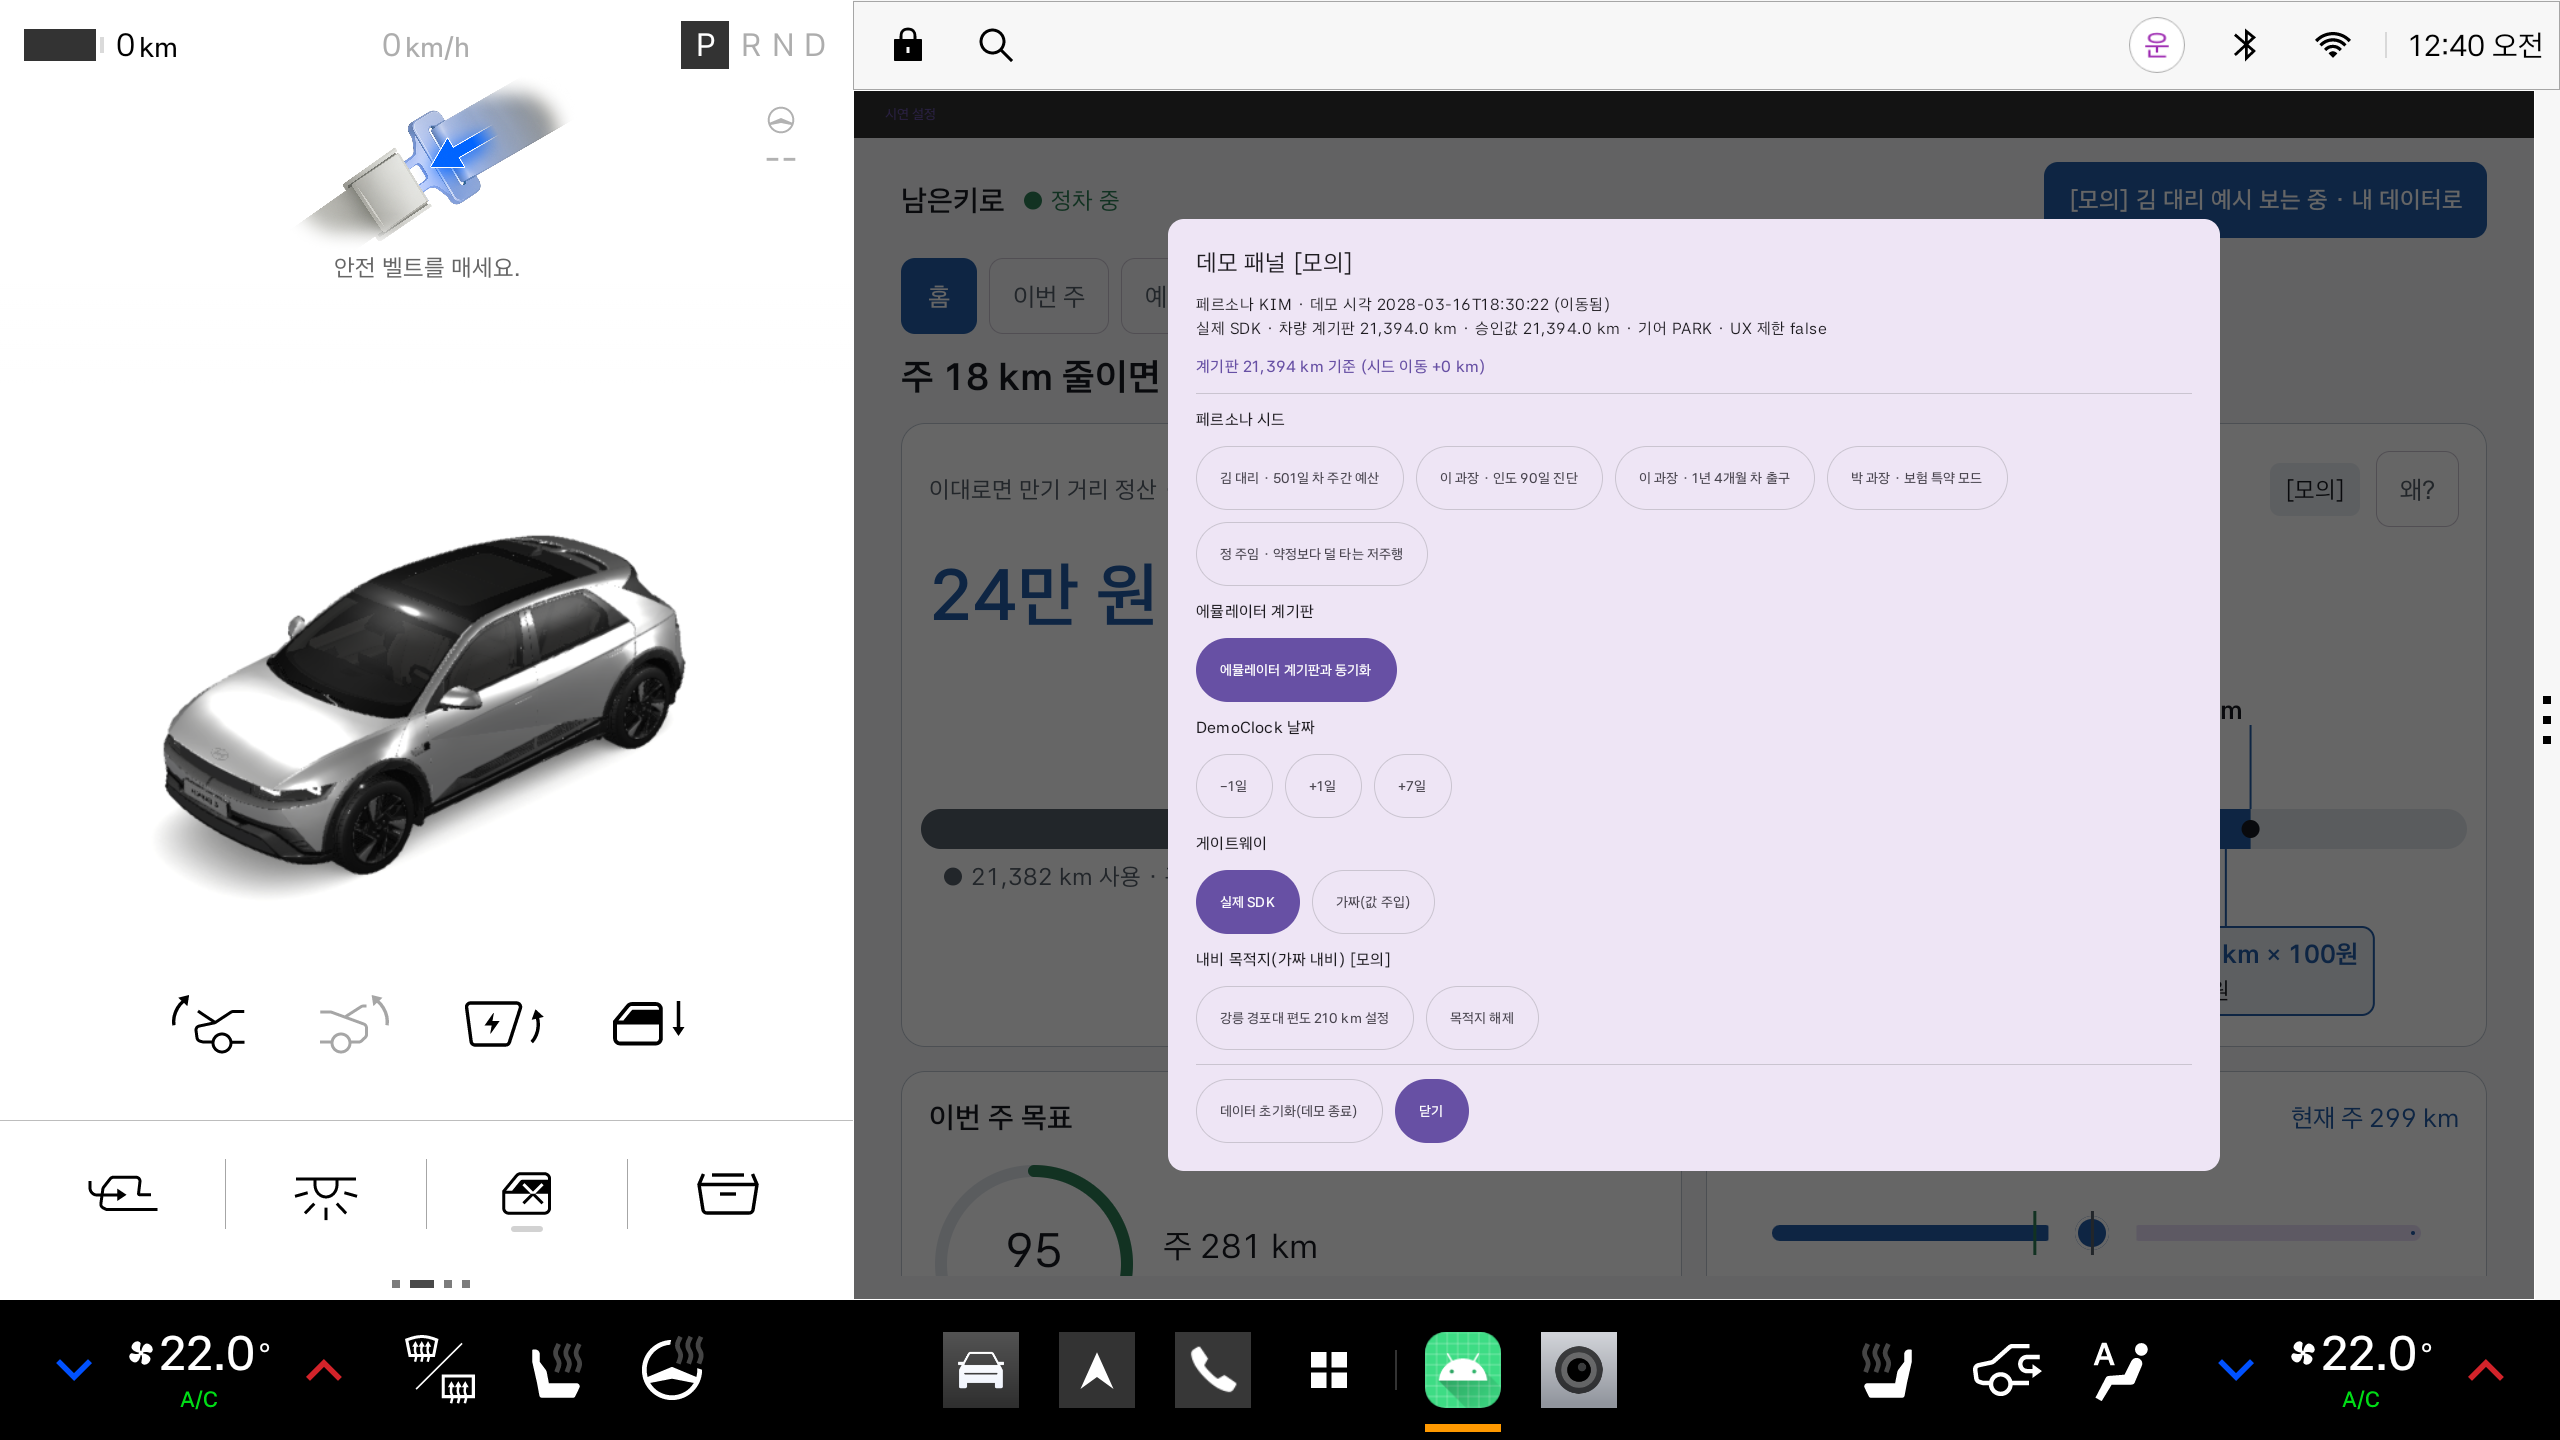 0 km
0 km/h
P R N D
안전 벨트를 매세요.
운
12:40 오전
시연 설정
남은키로
정차 중
[모의] 김 대리 예시 보는 중 · 내 데이터로
홈
이번 주
예
주 18 km 줄이면
이대로면 만기 거리 정산
[모의]
왜?
24만 원
m
21,382 km 사용 ·
km × 100원
원
이번 주 목표
현재 주 299 km
95
주 281 km
데모 패널 [모의]
페르소나 KIM · 데모 시각 2028-03-16T18:30:22 (이동됨)
실제 SDK · 차량 계기판 21,394.0 km · 승인값 21,394.0 km · 기어 PARK · UX 제한 false
계기판 21,394 km 기준 (시드 이동 +0 km)
페르소나 시드
김 대리 · 501일 차 주간 예산
이 과장 · 인도 90일 진단
이 과장 · 1년 4개월 차 출구
박 과장 · 보험 특약 모드
정 주임 · 약정보다 덜 타는 저주행
에뮬레이터 계기판
에뮬레이터 계기판과 동기화
DemoClock 날짜
−1일
+1일
+7일
게이트웨이
실제 SDK
가짜(값 주입)
내비 목적지(가짜 내비) [모의]
강릉 경포대 편도 210 km 설정
목적지 해제
데이터 초기화(데모 종료)
닫기
22.0°
A/C
A
22.0°
A/C